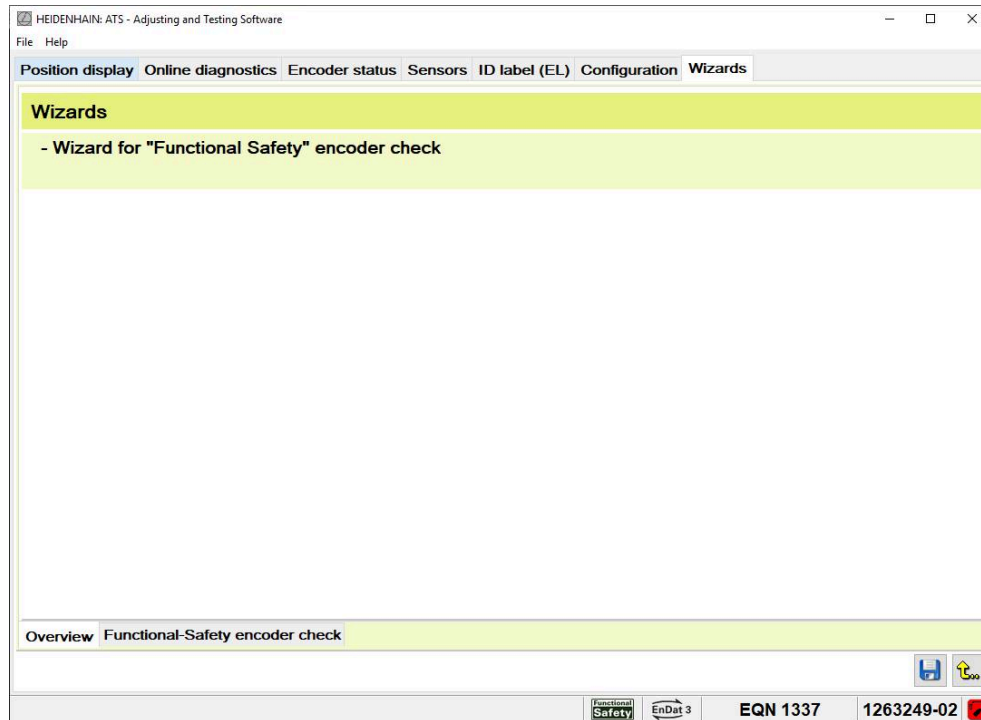 HEIDENHAIN: ATS - Adjusting and Testing Software
File Help
Position display Online diagnostics Encoder status Sensors ID label (EL) Configuration Wizards
Wizards
- Wizard for "Functional Safety" encoder check
Overview Functional-Safety encoder check
Functional Safety EnDat 3 EQN 1337 1263249-02